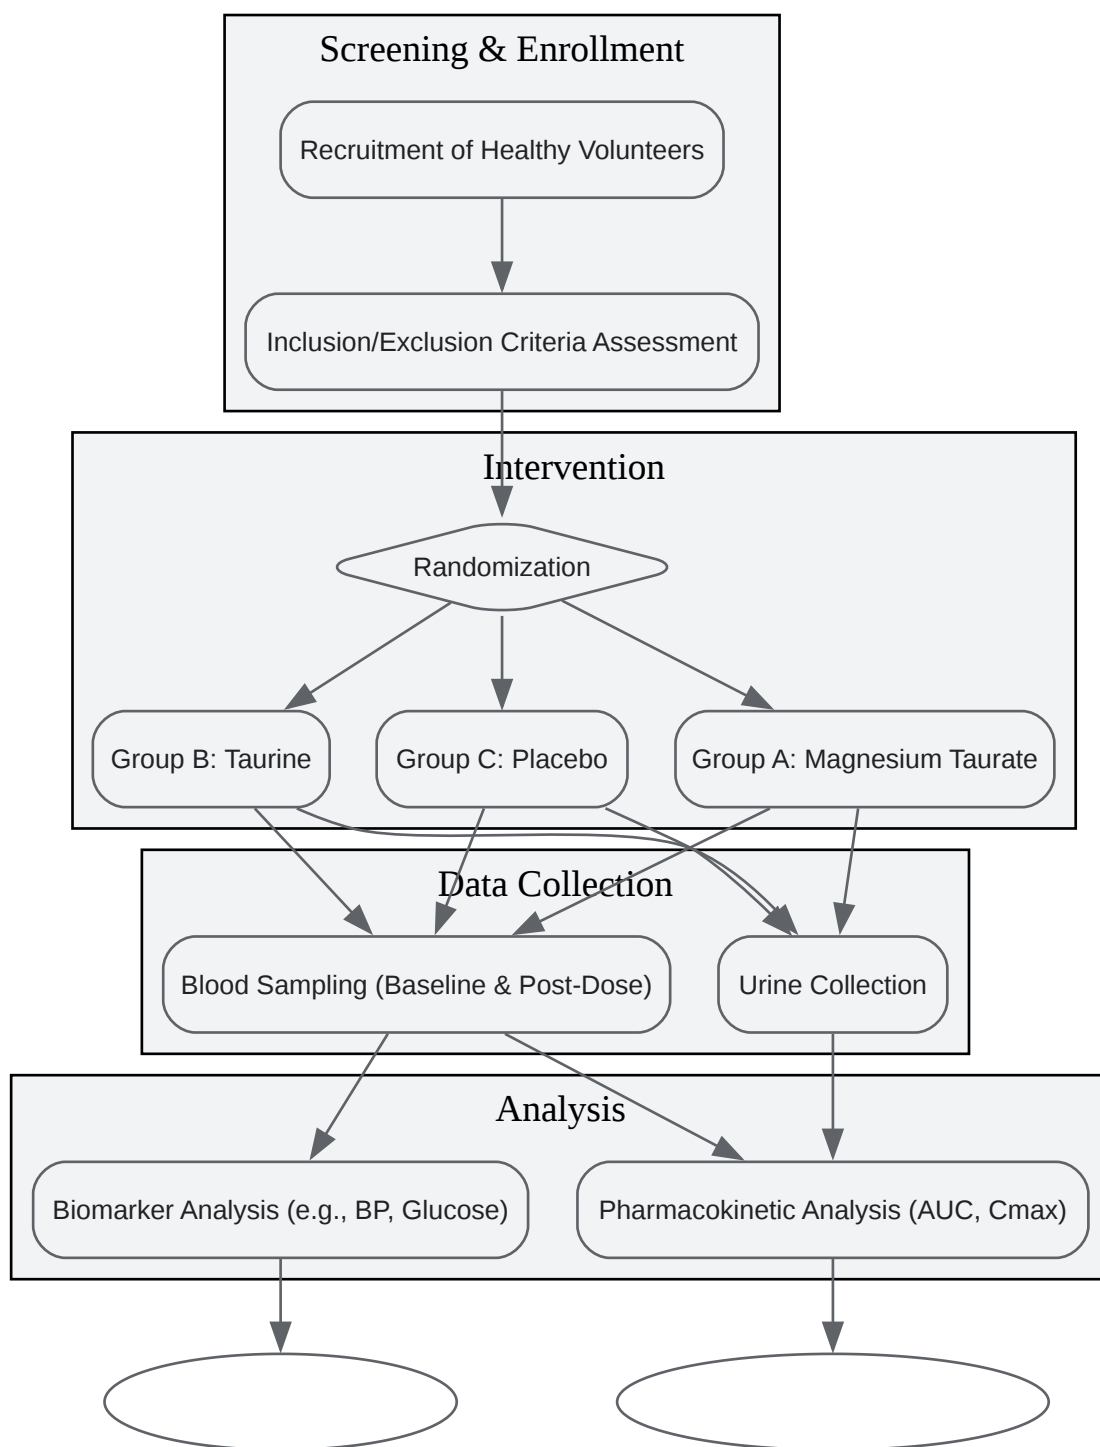 Screening & Enrollment
Recruitment of Healthy Volunteers
Inclusion/Exclusion Criteria Assessment
Intervention
Randomization
Group B: Taurine
Group C: Placebo
Group A: Magnesium Taurate
Data Collection
Blood Sampling (Baseline & Post-Dose)
Urine Collection
Analysis
Biomarker Analysis (e.g., BP, Glucose)
Pharmacokinetic Analysis (AUC, Cmax)